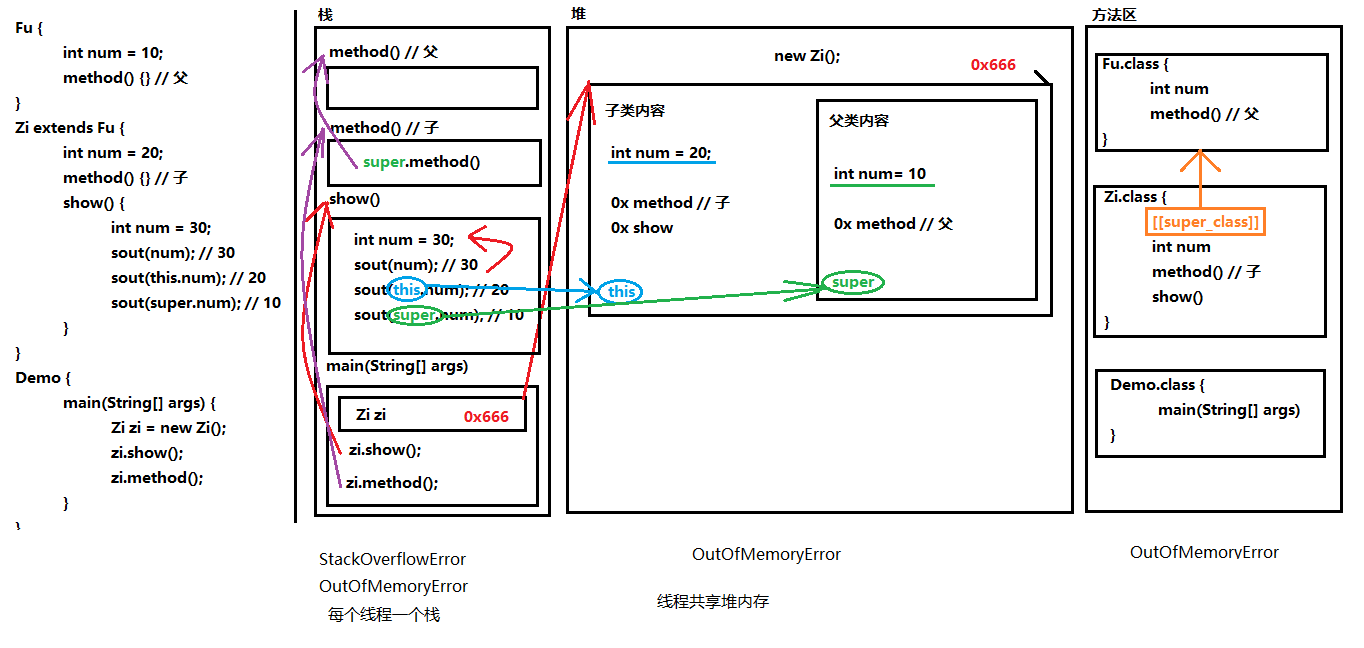 Fu {
int num = 10;
method() {} // 父
}
Zi extends Fu {
int num = 20;
method() {} // 子
show() {
int num = 30;
sout(num); // 30
sout(this.num); // 20
sout(super.num); // 10
}
}
Demo {
main(String[] args) {
Zi zi = new Zi();
zi.show();
zi.method();
}
}
栈
method() // 父
method() // 子
super.method()
show()
int num = 30;
sout(num); // 30
sout(this.num); // 20
sout(super.num); // 10
main(String[] args)
Zi zi 0x666
zi.show();
zi.method();
StackOverflowError
OutOfMemoryError
每个线程一个栈
堆
new Zi();
0x666
子类内容
int num = 20;
0x method // 子
0x show
this
父类内容
int num= 10
0x method // 父
super
OutOfMemoryError
线程共享堆内存
方法区
Fu.class {
int num
method() // 父
}
Zi.class {
[[super_class]]
int num
method() // 子
show()
}
Demo.class {
main(String[] args)
}
OutOfMemoryError